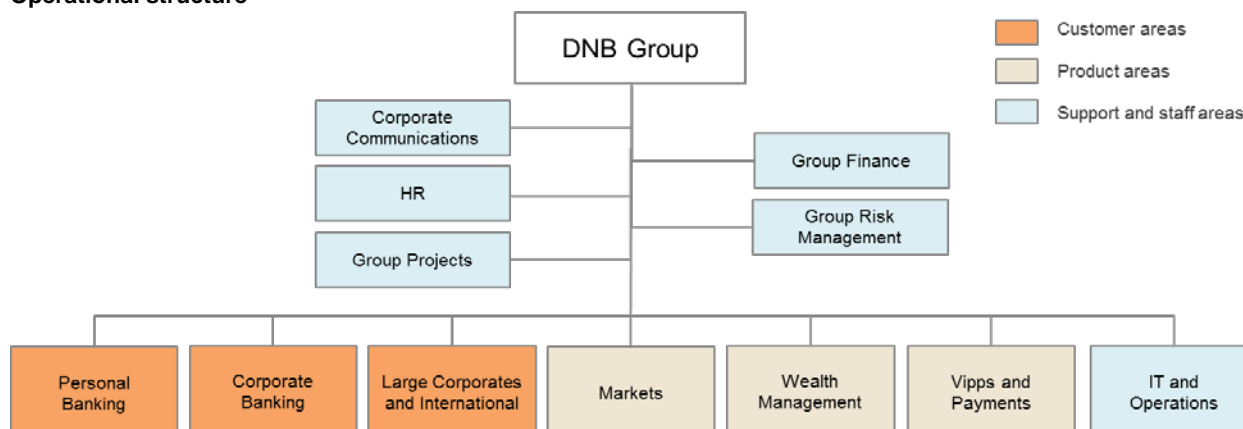 Operational structure
DNB Group
Customer areas
Product areas
Support and staff areas
Corporate
Communications
Group Finance
HR
Group Risk
Management
Group Projects
Personal
Banking
Corporate
Banking
Large Corporates
and International
Markets
Wealth
Management
Vipps and
Payments
IT and
Operations